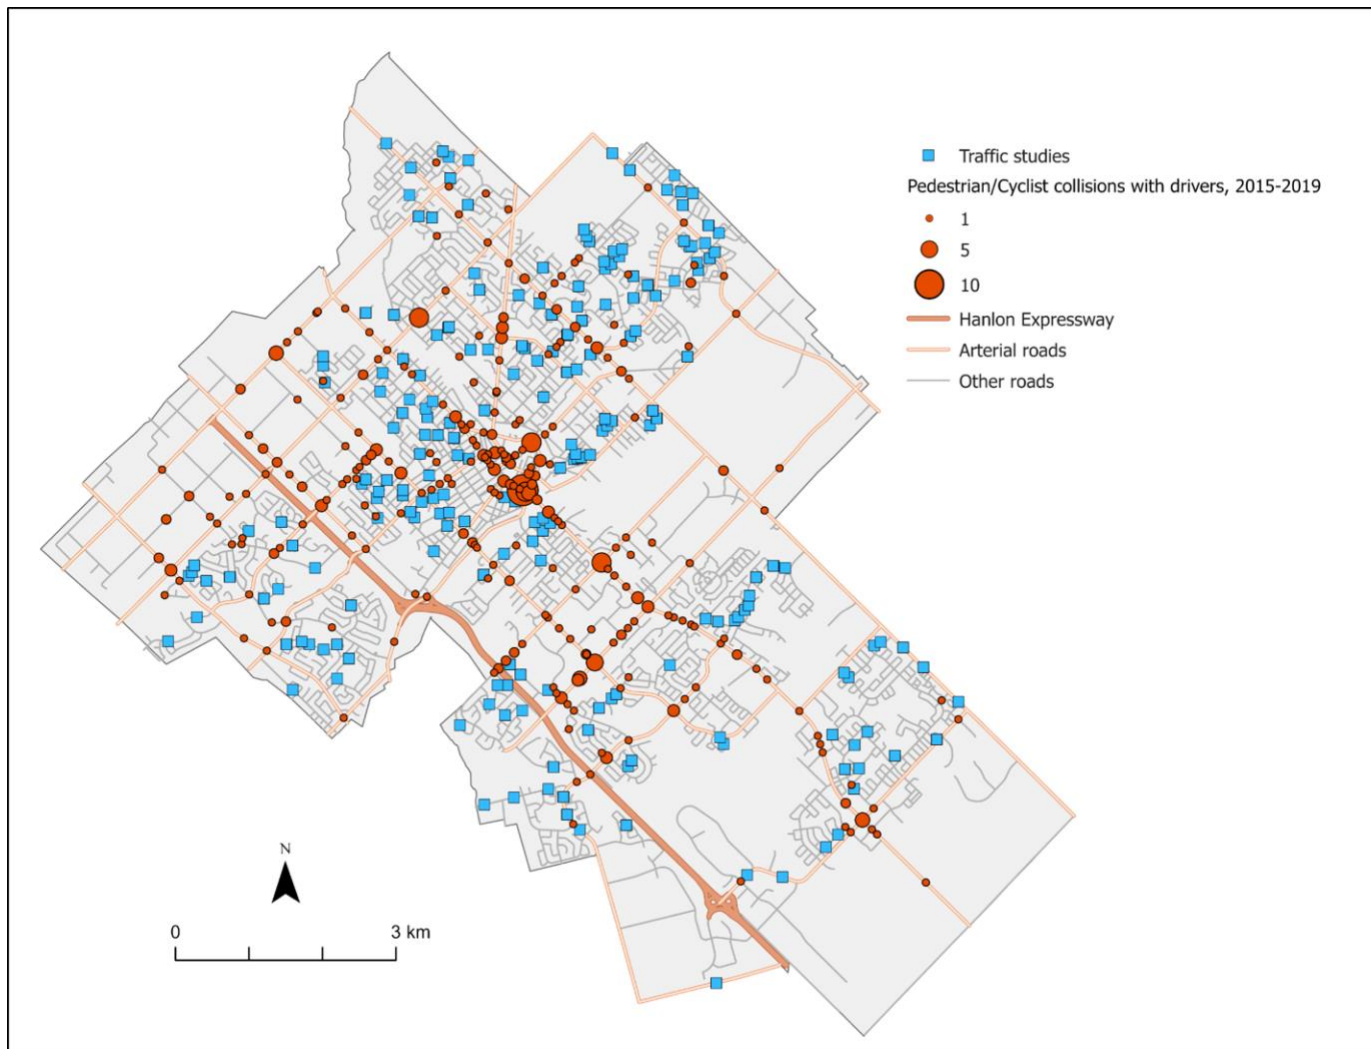 Traffic studies
Pedestrian/Cyclist collisions with drivers, 2015-2019
1
5
10
Hanlon Expressway
Arterial roads
Other roads
N
0
3 km